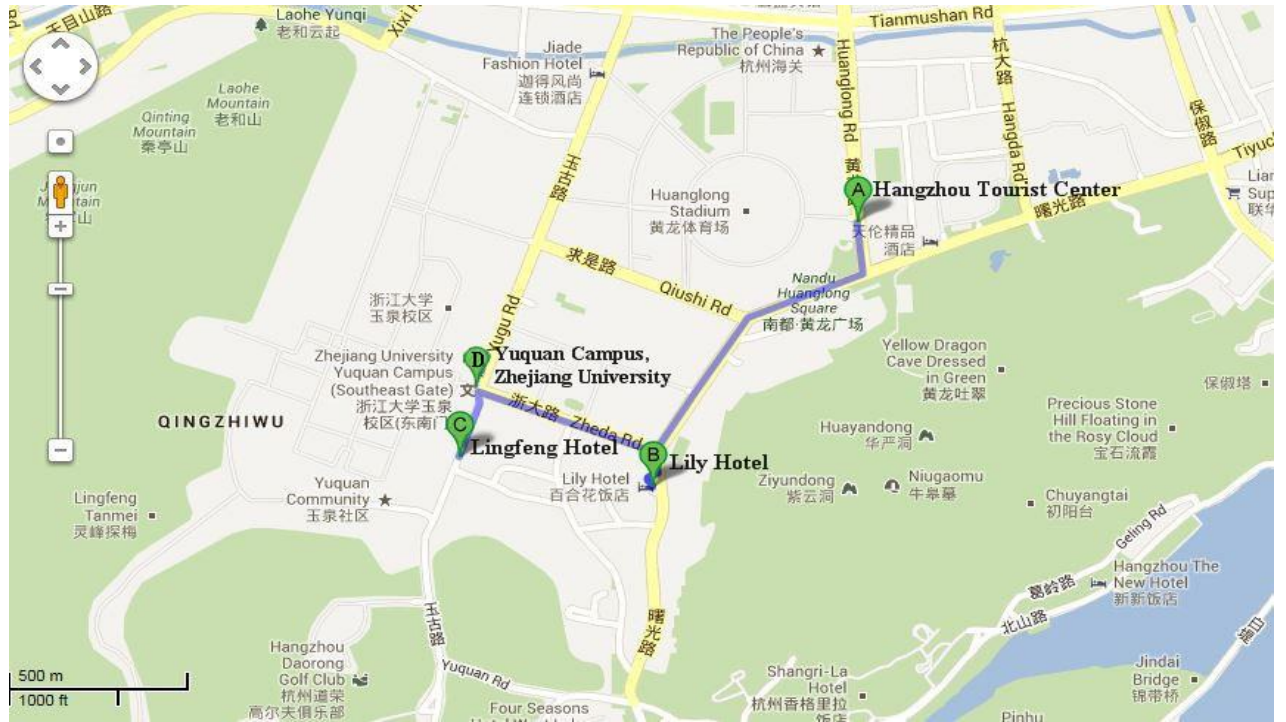 Laohe Yunqi
老和云起
Xixi
Tianmushan Rd
The People's
Republic of China
杭州海关
Jiade
Fashion Hotel
迦得风尚
连锁酒店
Huanglong Rd
杭大路
Hangda Rd
保俶路
Laohe
Mountain
老和山
Qinting
Mountain
秦亭山
玉古路
A
Hangzhou Tourist Center
Huanglong
Stadium
黄龙体育场
天伦精品
酒店
曙光路
求是路
Qiushi Rd
Nandu
Huanglong
Square
南都·黄龙广场
浙江大学
玉泉校区
Yugu Rd
Yellow Dragon
Cave Dressed
in Green
黄龙吐翠
保俶塔
Zhejiang University
Yuquan Campus
(Southeast Gate)
浙江大学玉泉
校区(东南门
D
Yuquan Campus,
Zhejiang University
浙大路
Zheda Rd
Precious Stone
Hill Floating in
the Rosy Cloud
宝石流霞
QINGZHIWU
C
Lingfeng Hotel
B
Lily Hotel
Huayandong
华严洞
Lily Hotel
百合花饭店
Ziyundong
紫云洞
Niugaomu
牛皋墓
Chuyangtai
初阳台
Yuquan
Community
玉泉社区
Lingfeng
Tanmei
灵峰探梅
Geling Rd
葛岭路
北山路
Hangzhou The
New Hotel
新新饭店
白堤
玉古路
曙光路
Hangzhou
Daorong
Golf Club
杭州道荣
高尔夫俱乐部
Yuquan Rd
Four Seasons
Shangri-La
Hotel
杭州香格里拉
饭店
Jindai
Bridge
锦带桥
Pinhu
500 m
1000 ft